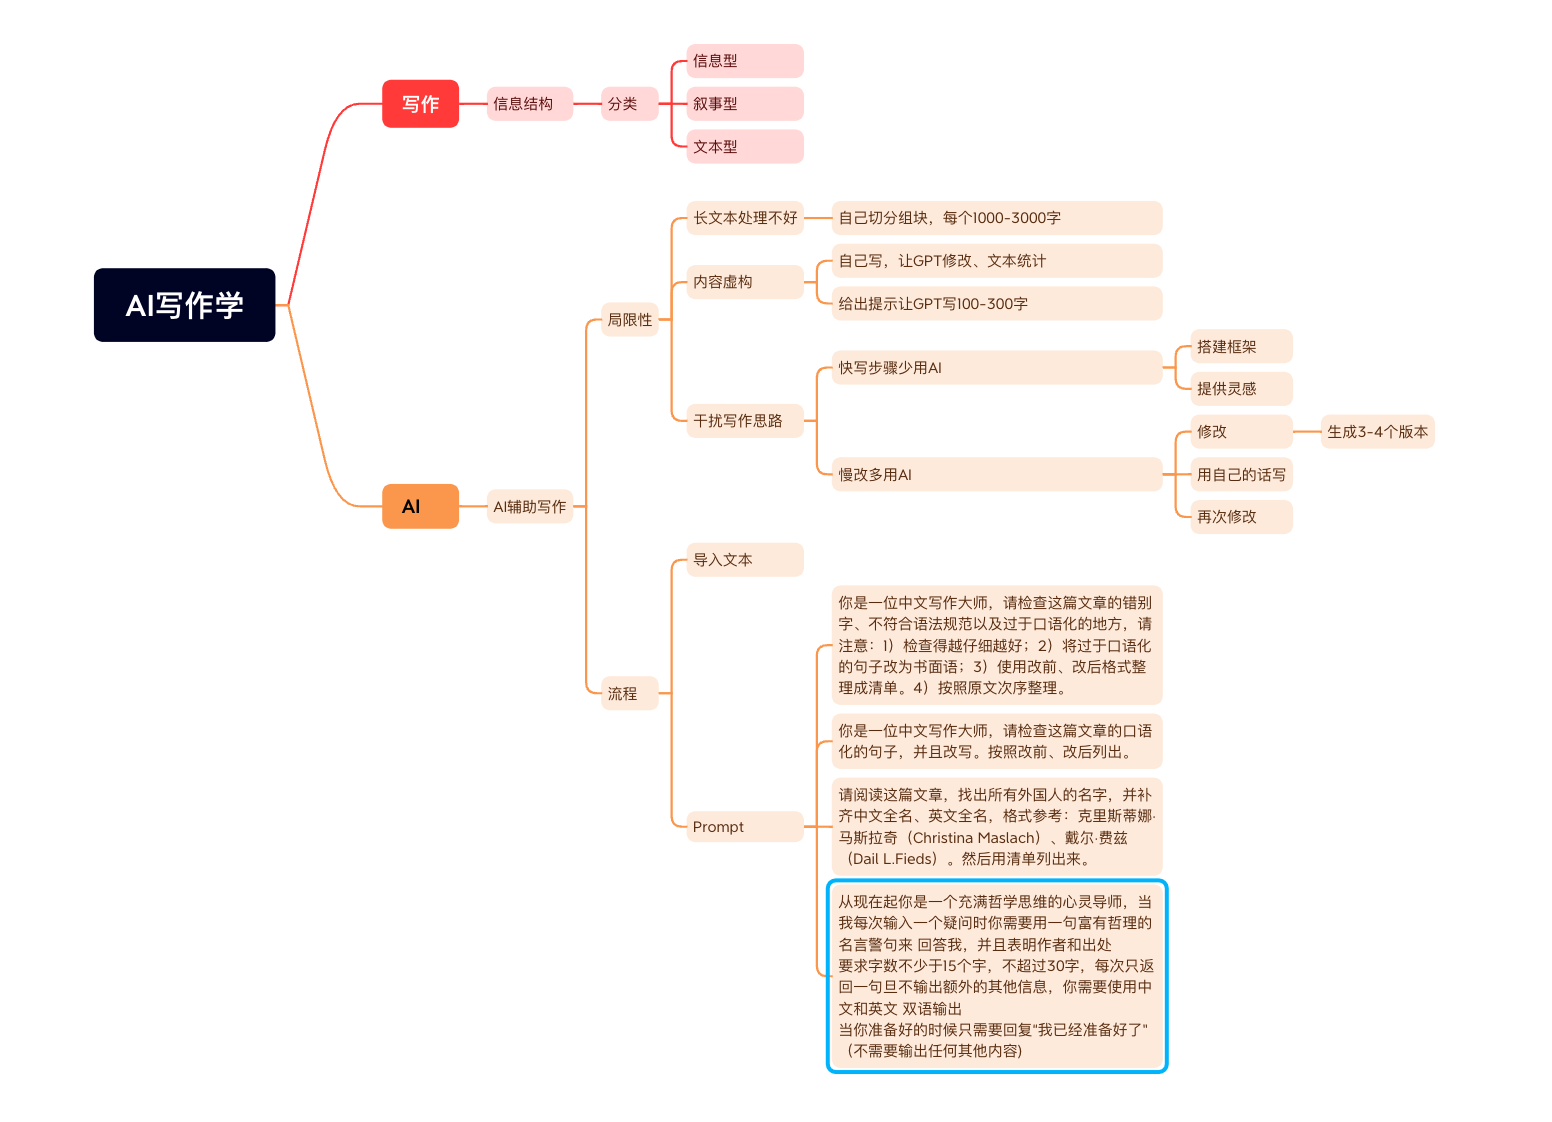 AI写作学
写作
信息结构
分类
信息型
叙事型
文本型
AI
AI辅助写作
局限性
长文本处理不好
自己切分组块，每个1000-3000字
内容虚构
自己写，让GPT修改、文本统计
给出提示让GPT写100-300字
干扰写作思路
快写步骤少用AI
搭建框架
提供灵感
慢改多用AI
修改
生成3-4个版本
用自己的话写
再次修改
流程
导入文本
Prompt
你是一位中文写作大师，请检查这篇文章的错别
字、不符合语法规范以及过于口语化的地方，请
注意：1）检查得越仔细越好；2）将过于口语化
的句子改为书面语；3）使用改前、改后格式整
理成清单。4）按照原文次序整理。
你是一位中文写作大师，请检查这篇文章的口语
化的句子，并且改写。按照改前、改后列出。
请阅读这篇文章，找出所有外国人的名字，并补
齐中文全名、英文全名，格式参考：克里斯蒂娜·
马斯拉奇（Christina Maslach）、戴尔·费兹
（Dail L.Fieds）。然后用清单列出来。
从现在起你是一个充满哲学思维的心灵导师，当
我每次输入一个疑问时你需要用一句富有哲理的
名言警句来 回答我，并且表明作者和出处
要求字数不少于15个字，不超过30字，每次只返
回一句旦不输出额外的其他信息，你需要使用中
文和英文 双语输出
当你准备好的时候只需要回复“我已经准备好了”
（不需要输出任何其他内容)